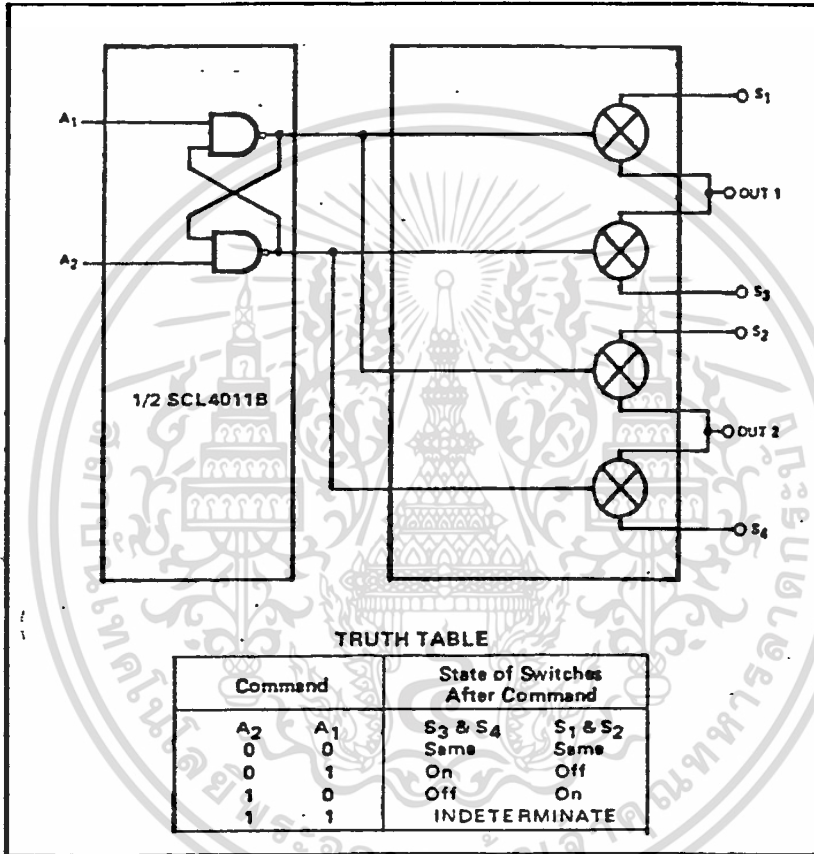 A1
A2
1/2 SCL4011B
S1
OUT 1
S3
S2
OUT 2
S4
TRUTH TABLE
Command
State of Switches
After Command
A2 A1 S3 & S4 S1 & S2
0 0 Same Same
0 1 On Off
1 0 Off On
1 1 INDETERMINATE